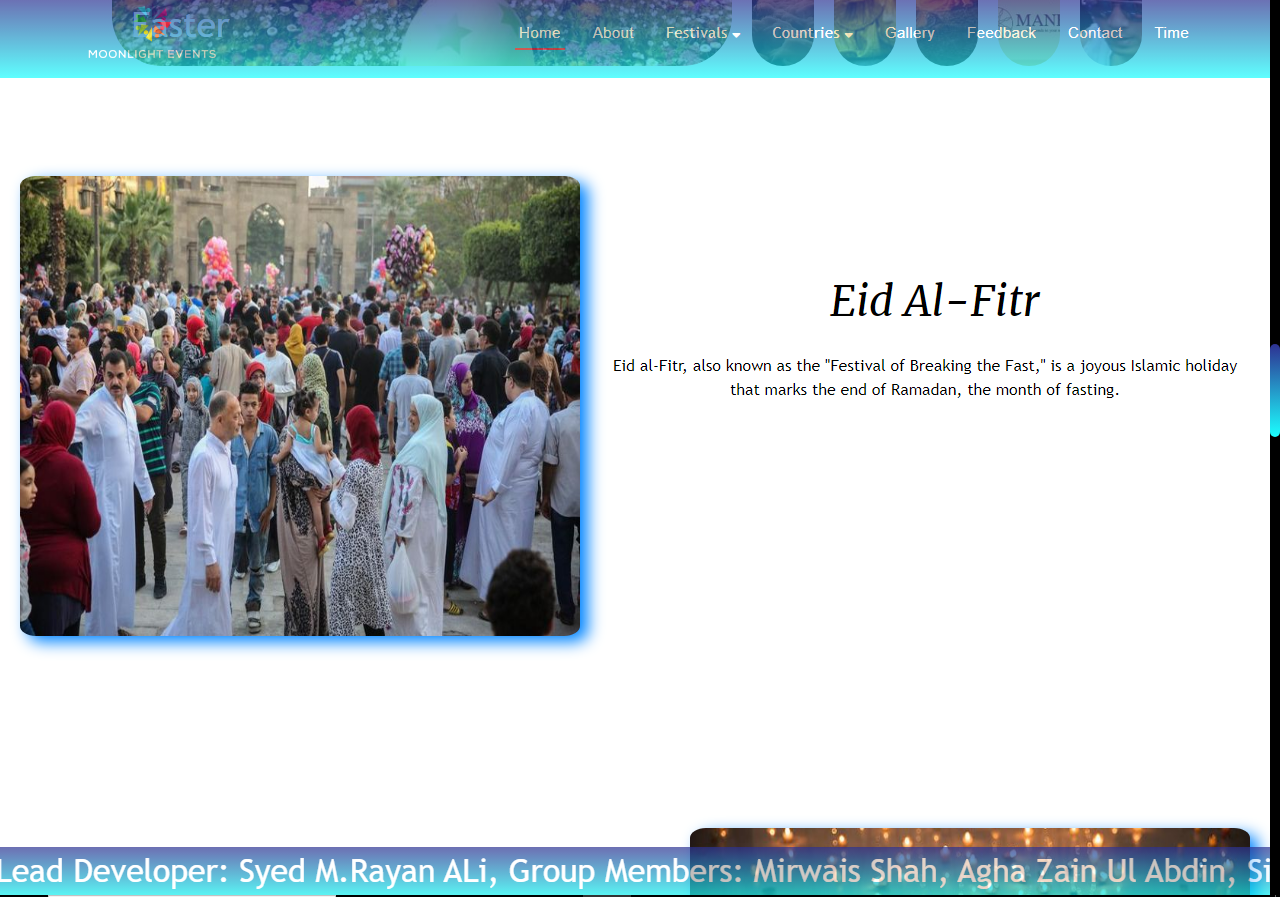 Easter
MOONLIGHT EVENTS
Home About Festivals Countries Gallery Feedback Contact Time
Eid Al-Fitr
Eid al-Fitr, also known as the "Festival of Breaking the Fast," is a joyous Islamic holiday
that marks the end of Ramadan, the month of fasting.
Lead Developer: Syed M.Rayan ALi, Group Members: Mirwais Shah, Agha Zain Ul Abdin, Si